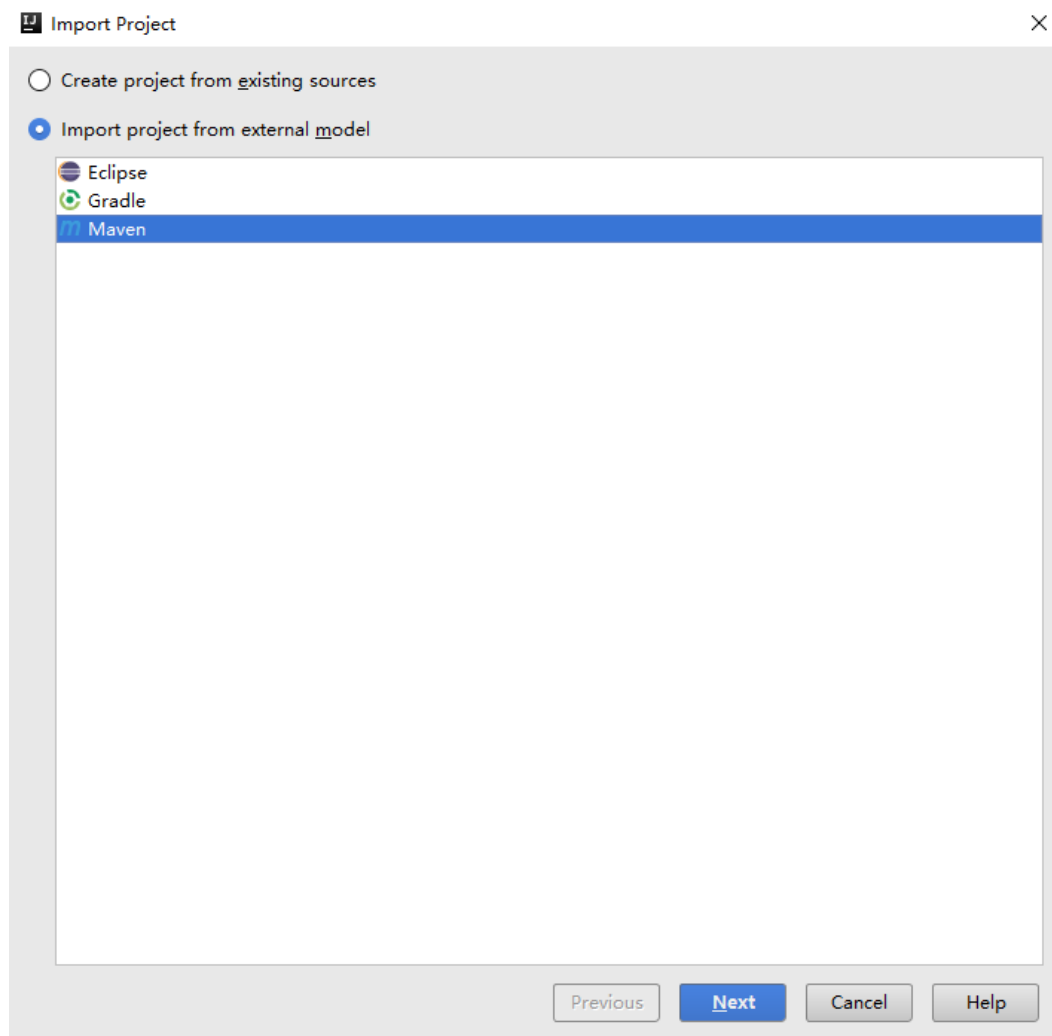 Import Project
Create project from existing sources
Import project from external model
Eclipse
Gradle
Maven
Previous Next Cancel Help